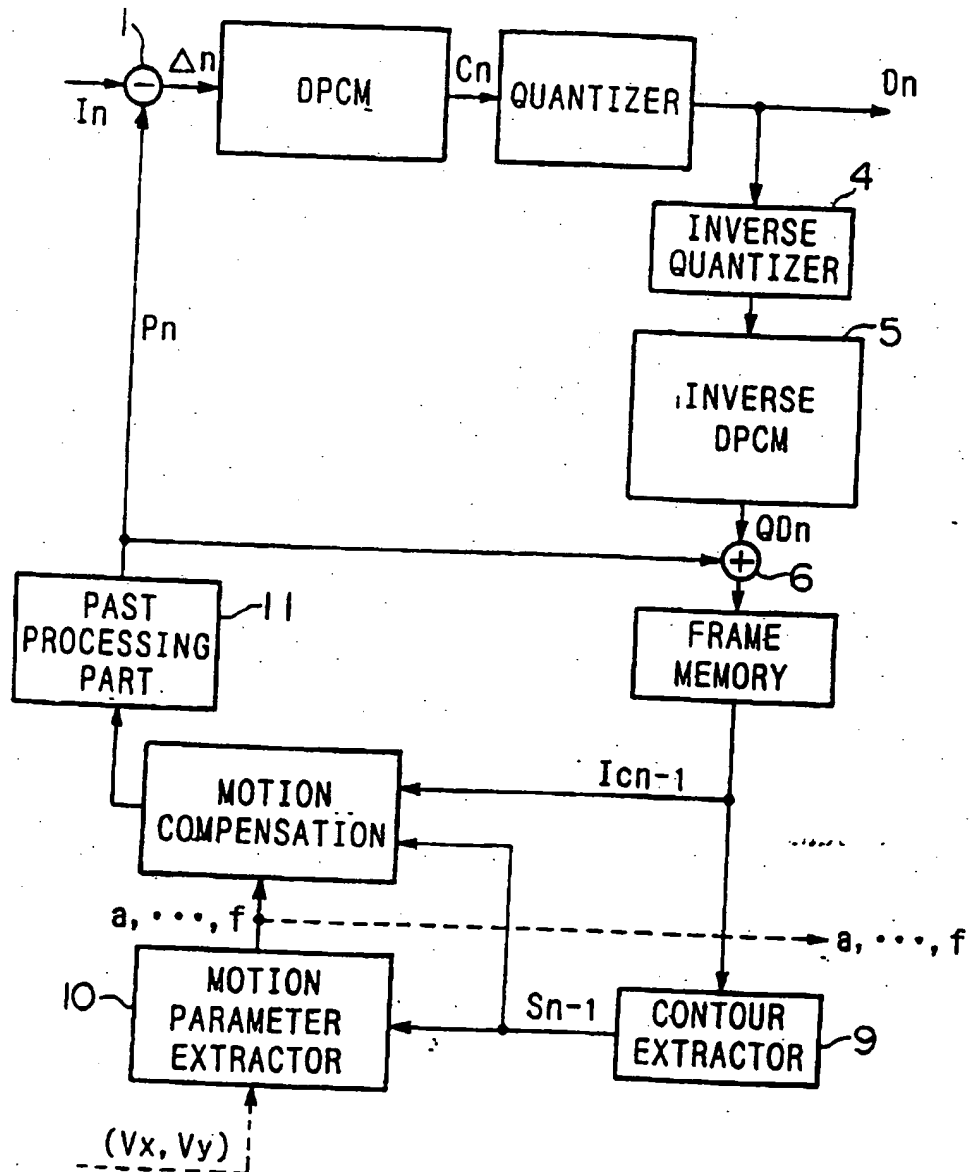 1
Δn
In
DPCM
Cn
QUANTIZER
Dn
4
INVERSE
QUANTIZER
5
INVERSE
DPCM
Pn
QDn
6
PAST
PROCESSING
PART
11
FRAME
MEMORY
MOTION
COMPENSATION
Icn-1
a, ···, f
a, ···, f
10
MOTION
PARAMETER
EXTRACTOR
Sn-1
CONTOUR
EXTRACTOR
9
(Vx, Vy)